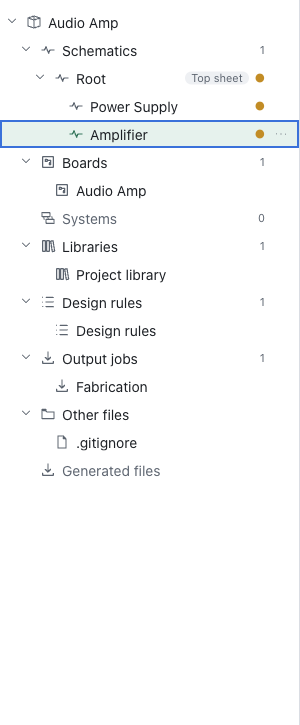 Audio Amp
Schematics 1
Root Top sheet
Power Supply
Amplifier
Boards 1
Audio Amp
Systems 0
Libraries 1
Project library
Design rules 1
Design rules
Output jobs 1
Fabrication
Other files
.gitignore
Generated files